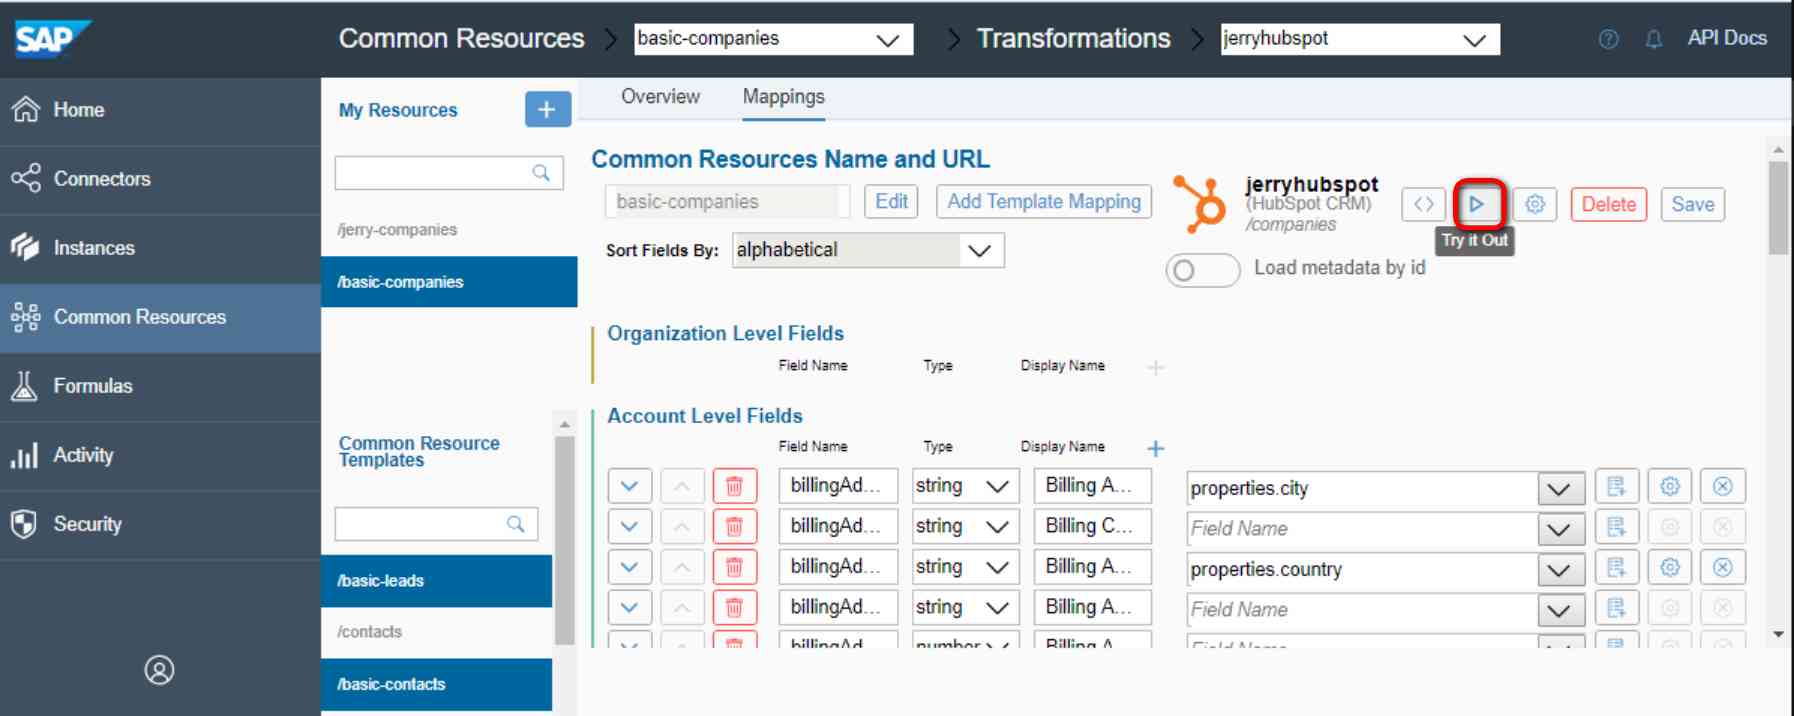 SAP
Common Resources
basic-companies
Transformations
jerryhubspot
API Docs
Home
Connectors
Instances
Common Resources
Formulas
Activity
Security
My Resources
+
/jerry-companies
/basic-companies
Common Resource
Templates
/basic-leads
/contacts
/basic-contacts
Overview
Mappings
Common Resources Name and URL
basic-companies
Edit
Add Template Mapping
Sort Fields By:
alphabetical
jerryhubspot
(HubSpot CRM)
/companies
Delete
Save
Try it Out
Load metadata by id
Organization Level Fields
Field Name Type Display Name +
Account Level Fields
Field Name Type Display Name +
billingAd... string Billing A... properties.city
billingAd... string Billing C... Field Name
billingAd... string Billing A... properties.country
billingAd... string Billing A... Field Name
billingAd number Billing A Field Name